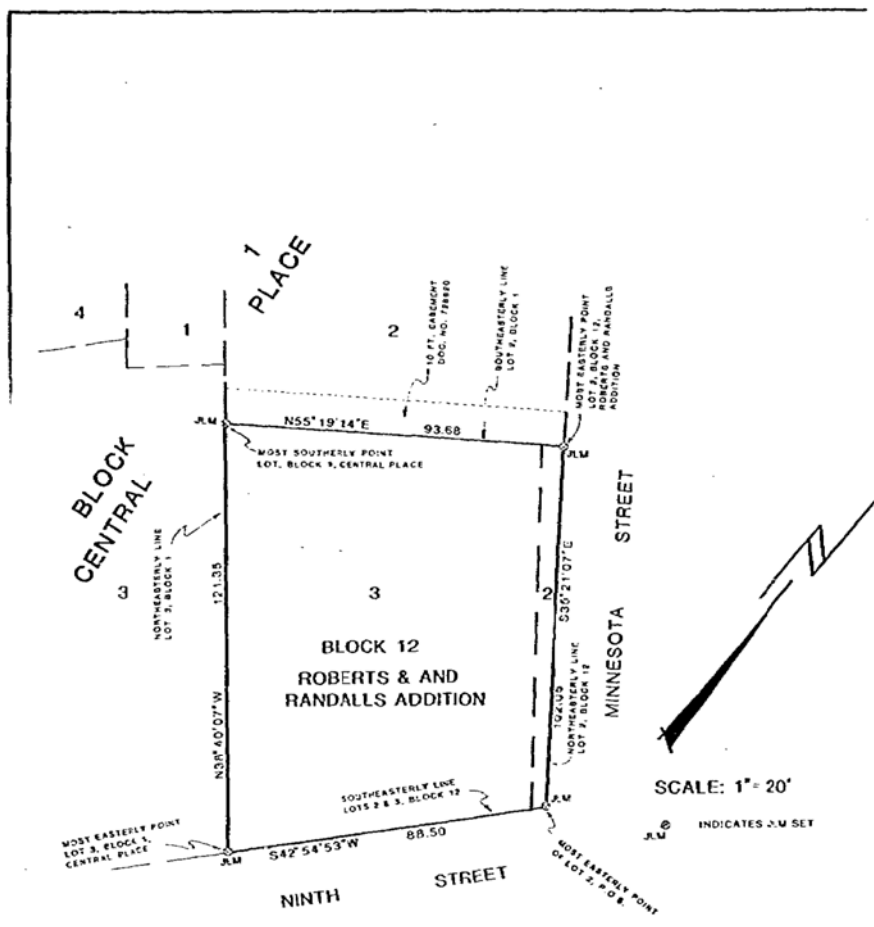 1
PLACE
4
1
2
10 FT. EASEMENT
DOC. NO. 728820
SOUTHEASTERLY LINE
LOT 2, BLOCK 1
MOST EASTERLY POINT
LOT 2, BLOCK 12,
ROBERTS AND RANDALLS
ADDITION
JLM
N55°19'14"E
93.68
JLM
MOST SOUTHERLY POINT
LOT, BLOCK 1, CENTRAL PLACE
BLOCK
CENTRAL
3
NORTHEASTERLY LINE
LOT 3, BLOCK 1
121.35
N38°40'07"W
3
BLOCK 12
ROBERTS & AND
RANDALLS ADDITION
2
S35°21'07"E
102.05
NORTHEASTERLY LINE
LOT 2, BLOCK 12
MINNESOTA STREET
SCALE: 1"= 20'
JLM
INDICATES JLM SET
SOUTHEASTERLY LINE
LOTS 2 & 3, BLOCK 12
JLM
MOST EASTERLY POINT
LOT 3, BLOCK 1,
CENTRAL PLACE
JLM
S42°54'53"W
88.50
MOST EASTERLY POINT
OF LOT 2, P.O.B.
NINTH STREET